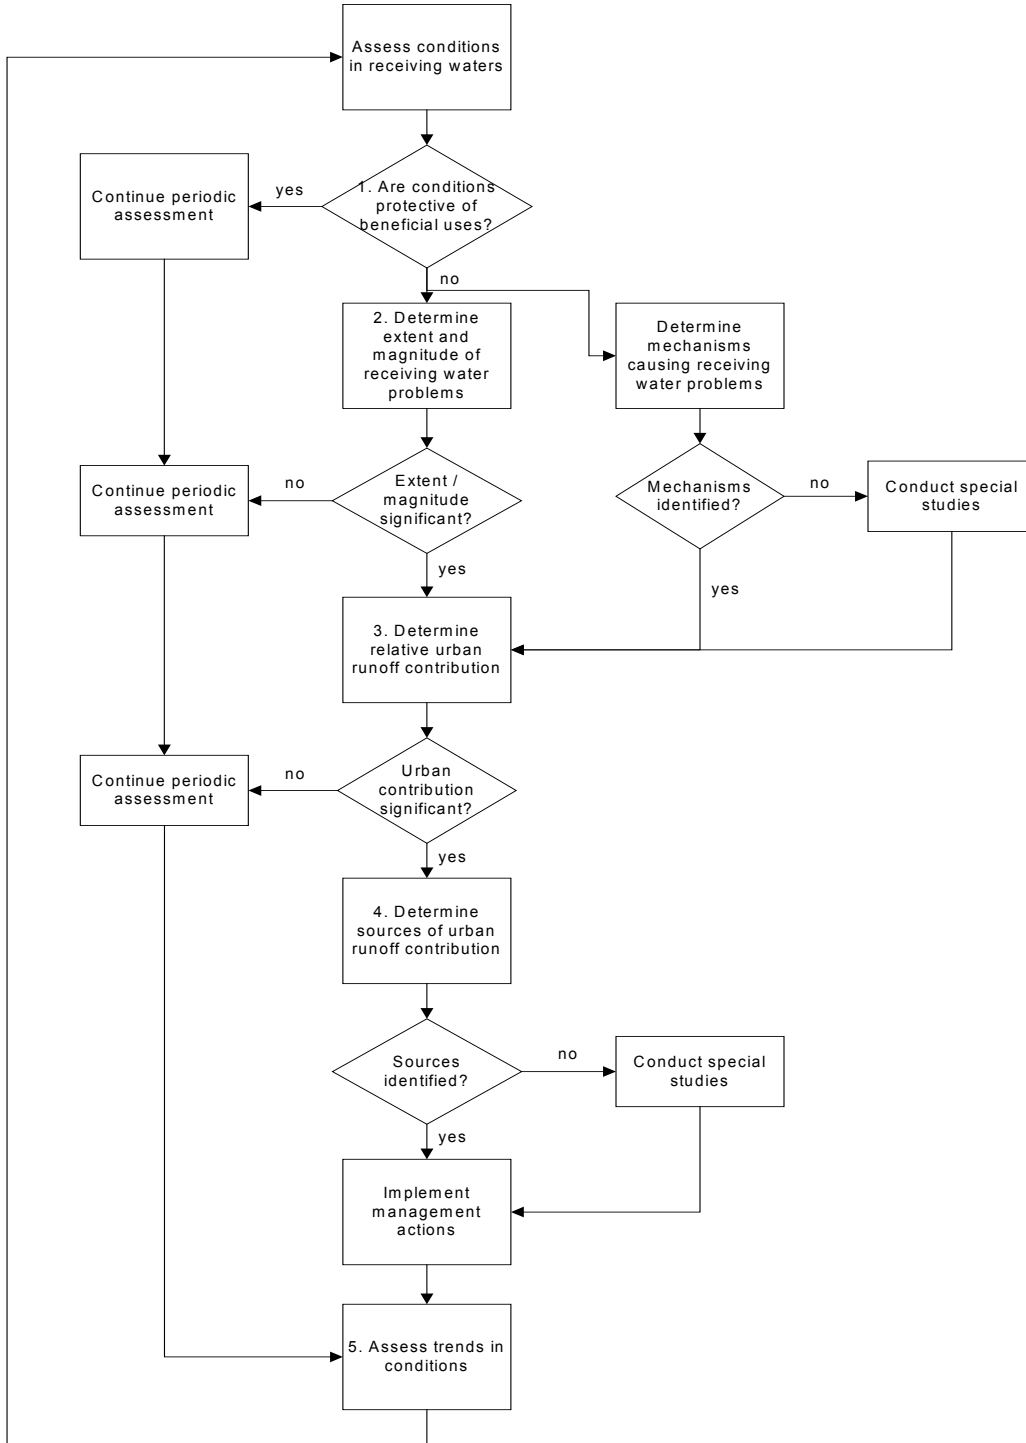 Assess conditions
in receiving waters
Continue periodic
assessment
yes
1. Are conditions
protective of
beneficial uses?
no
2. Determine
extent and
magnitude of
receiving water
problems
Determine
mechanisms
causing receiving
water problems
Continue periodic
assessment
no
Extent /
magnitude
significant?
Mechanisms
identified?
no
Conduct special
studies
yes
yes
3. Determine
relative urban
runoff contribution
Continue periodic
assessment
no
Urban
contribution
significant?
yes
4. Determine
sources of urban
runoff contribution
Sources
identified?
no
Conduct special
studies
yes
Implement
management
actions
5. Assess trends in
conditions